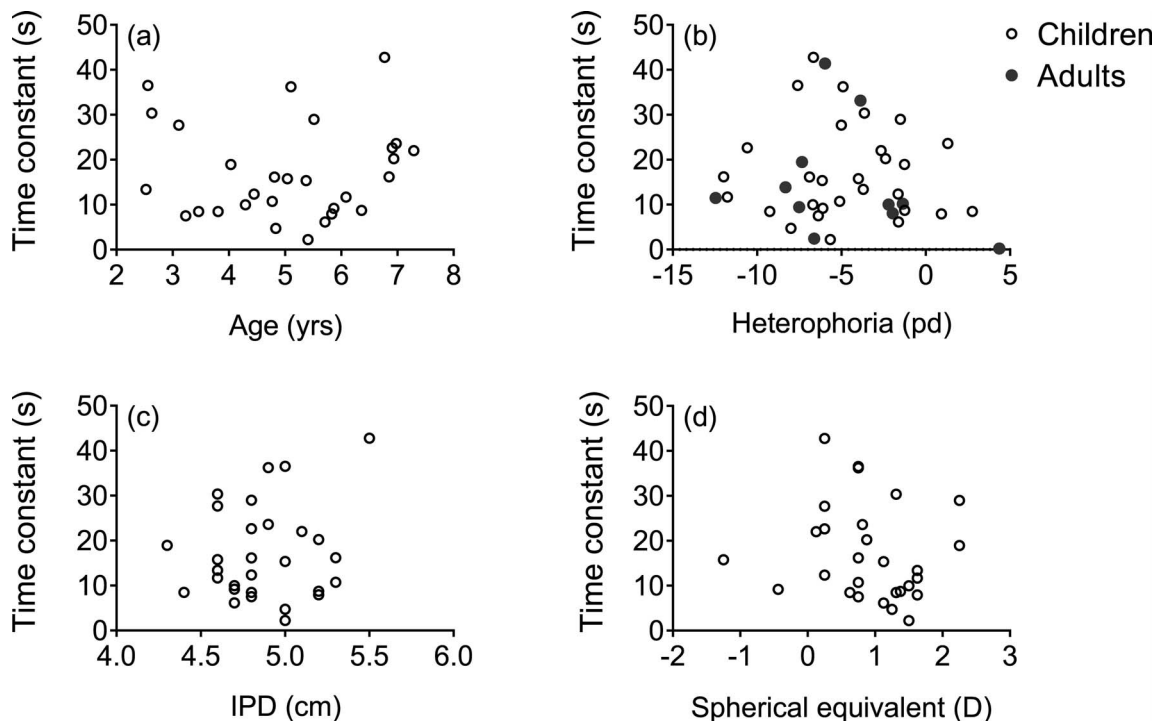 (a)
Time constant (s)
50
40
30
20
10
0
2 3 4 5 6 7 8
Age (yrs)
(b)
Time constant (s)
50
40
30
20
10
0
-15 -10 -5 0 5
Heterophoria (pd)
Children
Adults
(c)
Time constant (s)
50
40
30
20
10
0
4.0 4.5 5.0 5.5 6.0
IPD (cm)
(d)
Time constant (s)
50
40
30
20
10
0
-2 -1 0 1 2 3
Spherical equivalent (D)